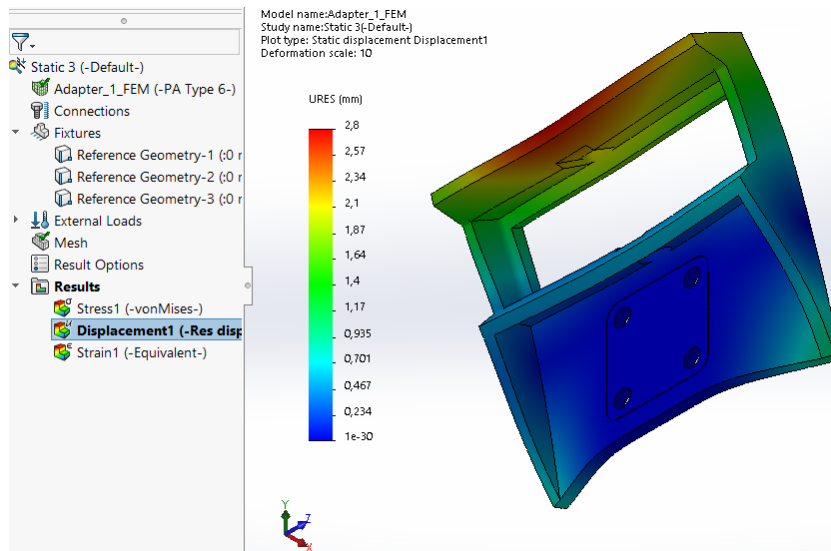 Model name:Adapter_1_FEM
Study name:Static 3(-Default-)
Plot type: Static displacement Displacement1
Deformation scale: 10
Static 3 (-Default-)
Adapter_1_FEM (-PA Type 6-)
Connections
Fixtures
Reference Geometry-1 (:0 r
Reference Geometry-2 (:0 r
Reference Geometry-3 (:0 r
External Loads
Mesh
Result Options
Results
Stress1 (-vonMises-)
Displacement1 (-Res disp
Strain1 (-Equivalent-)
URES (mm)
2,8
2,57
2,34
2,1
1,87
1,64
1,4
1,17
0,935
0,701
0,467
0,234
1e-30
Y
Z
X